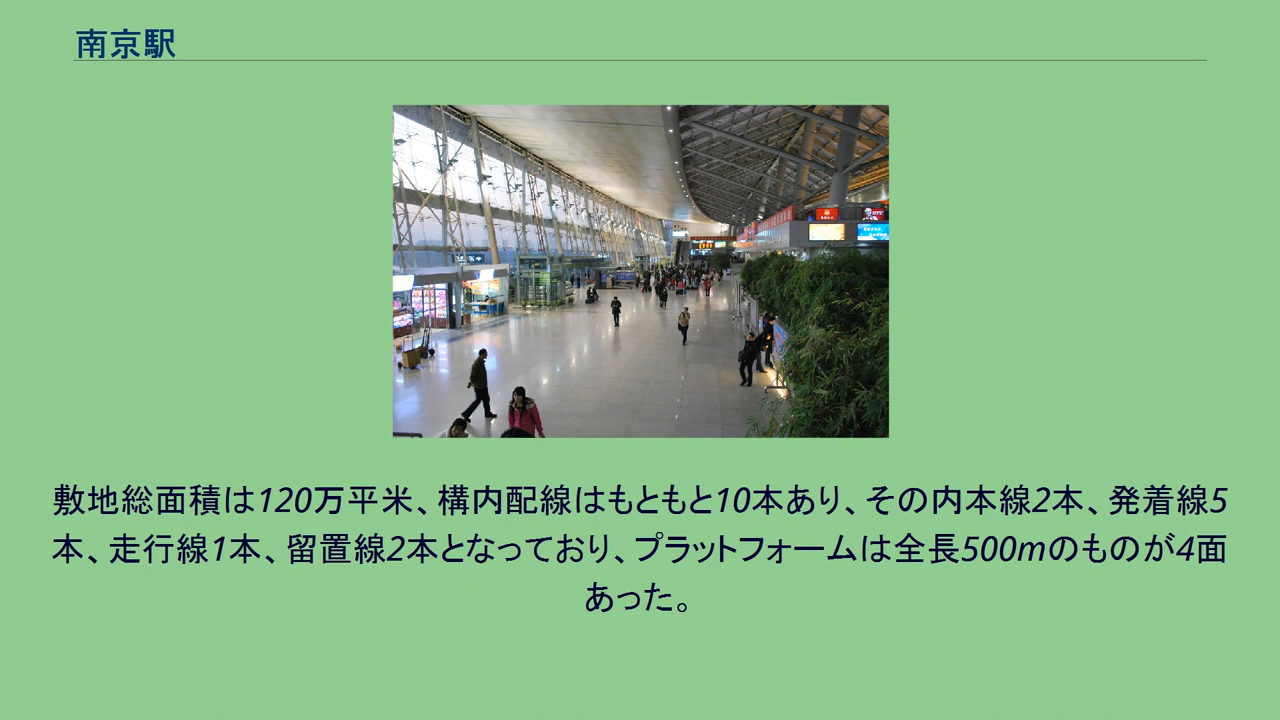 南京駅
KFC
敷地総面積は120万平米、構内配線はもともと10本あり、その内本線2本、発着線5
本、走行線1本、留置線2本となっており、プラットフォームは全長500mのものが4面
あった。